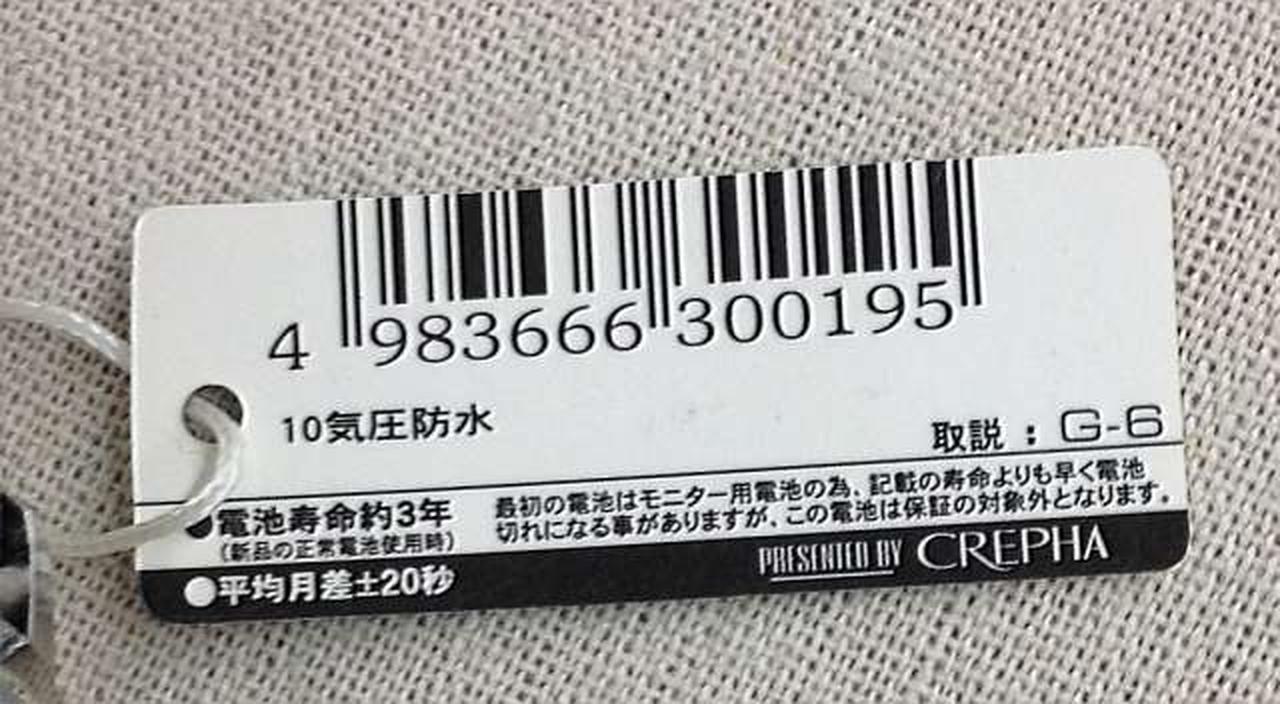 4 983666 300195
10気圧防水
取説 : G-6
●電池寿命約3年
(新品の正常電池使用時)
最初の電池はモニター用電池の為、記載の寿命よりも早く電池
切れになる事がありますが、この電池は保証の対象外となります。
●平均月差±20秒
PRESENTED BY CREPHA